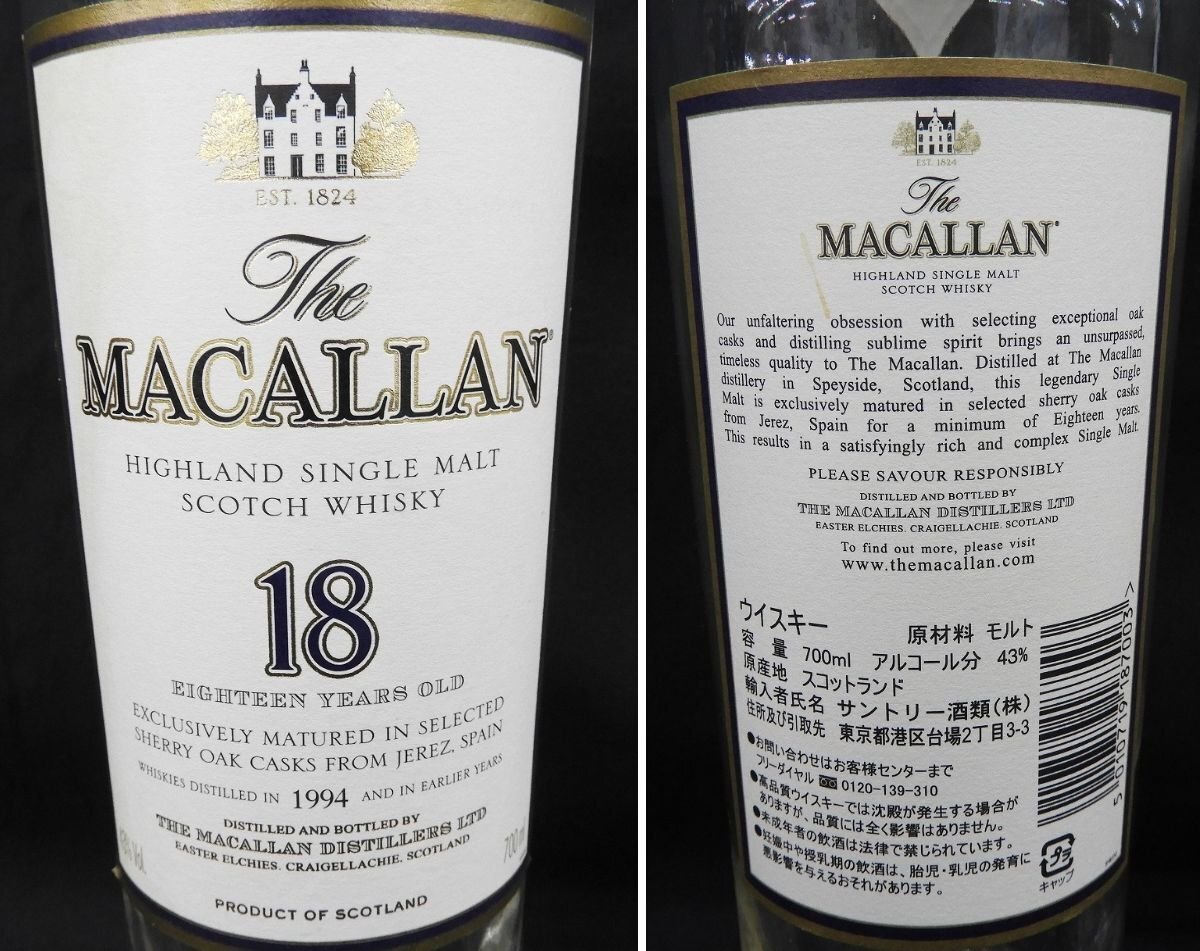 EST. 1824
The
MACALLAN
HIGHLAND SINGLE MALT
SCOTCH WHISKY
18
EIGHTEEN YEARS OLD
EXCLUSIVELY MATURED IN SELECTED
SHERRY OAK CASKS FROM JEREZ, SPAIN
WHISKIES DISTILLED IN 1994 AND IN EARLIER YEARS
DISTILLED AND BOTTLED BY
THE MACALLAN DISTILLERS LTD
EASTER ELCHIES. CRAIGELLACHIE. SCOTLAND
Vol.
700
PRODUCT OF SCOTLAND
EST. 1824
The
MACALLAN
HIGHLAND SINGLE MALT
SCOTCH WHISKY
Our unfaltering obsession with selecting exceptional oak
casks and distilling sublime spirit brings an unsurpassed,
timeless quality to The Macallan. Distilled at The Macallan
distillery in Speyside, Scotland, this legendary Single
Malt is exclusively matured in selected sherry oak casks
from Jerez, Spain for a minimum of Eighteen years.
This results in a satisfyingly rich and complex Single Malt.
PLEASE SAVOUR RESPONSIBLY
DISTILLED AND BOTTLED BY
THE MACALLAN DISTILLERS LTD
EASTER ELCHIES. CRAIGELLACHIE. SCOTLAND
To find out more, please visit
www.themacallan.com
ウイスキー 原材料 モルト
容量 700ml アルコール分 43%
原産地 スコットランド
輸入者氏名 サントリー酒類(株)
住所及び引取先 東京都港区台場2丁目3-3
●お問い合わせはお客様センターまで
フリーダイヤル 0120-139-310
●高品質ウイスキーでは沈殿が発生する場合が
ありますが、品質には全く影響はありません。
●未成年者の飲酒は法律で禁じられています。
●妊娠中や授乳期の飲酒は、胎児・乳児の発育に
悪影響を与えるおそれがあります。
プラ
キャップ
5 010719 187003 >